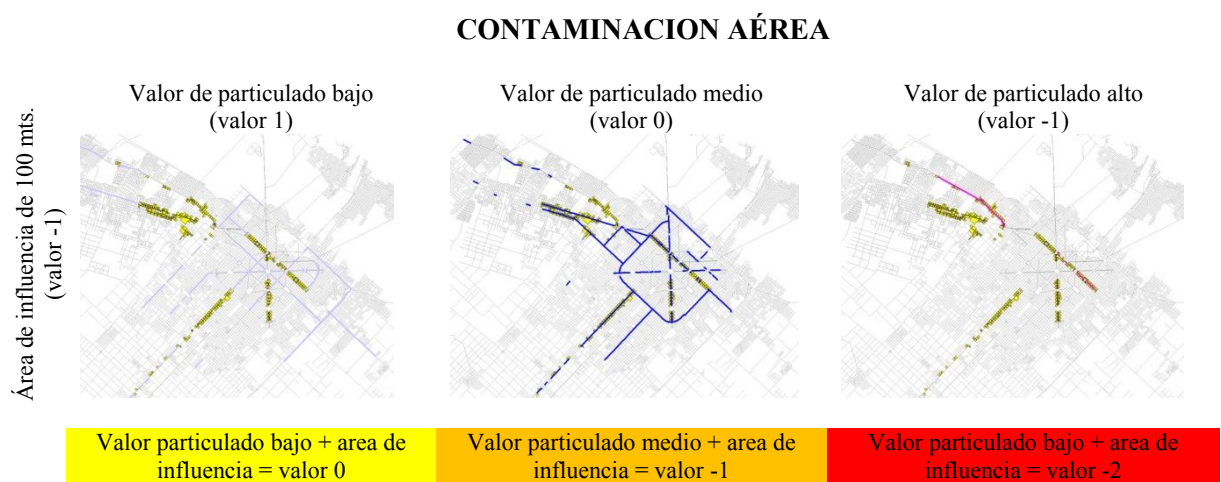 CONTAMINACION AÉREA
Área de influencia de 100 mts.
(valor -1)
Valor de particulado bajo
(valor 1)
Valor de particulado medio
(valor 0)
Valor de particulado alto
(valor -1)
Valor particulado bajo + area de
influencia = valor 0
Valor particulado medio + area de
influencia = valor -1
Valor particulado bajo + area de
influencia = valor -2